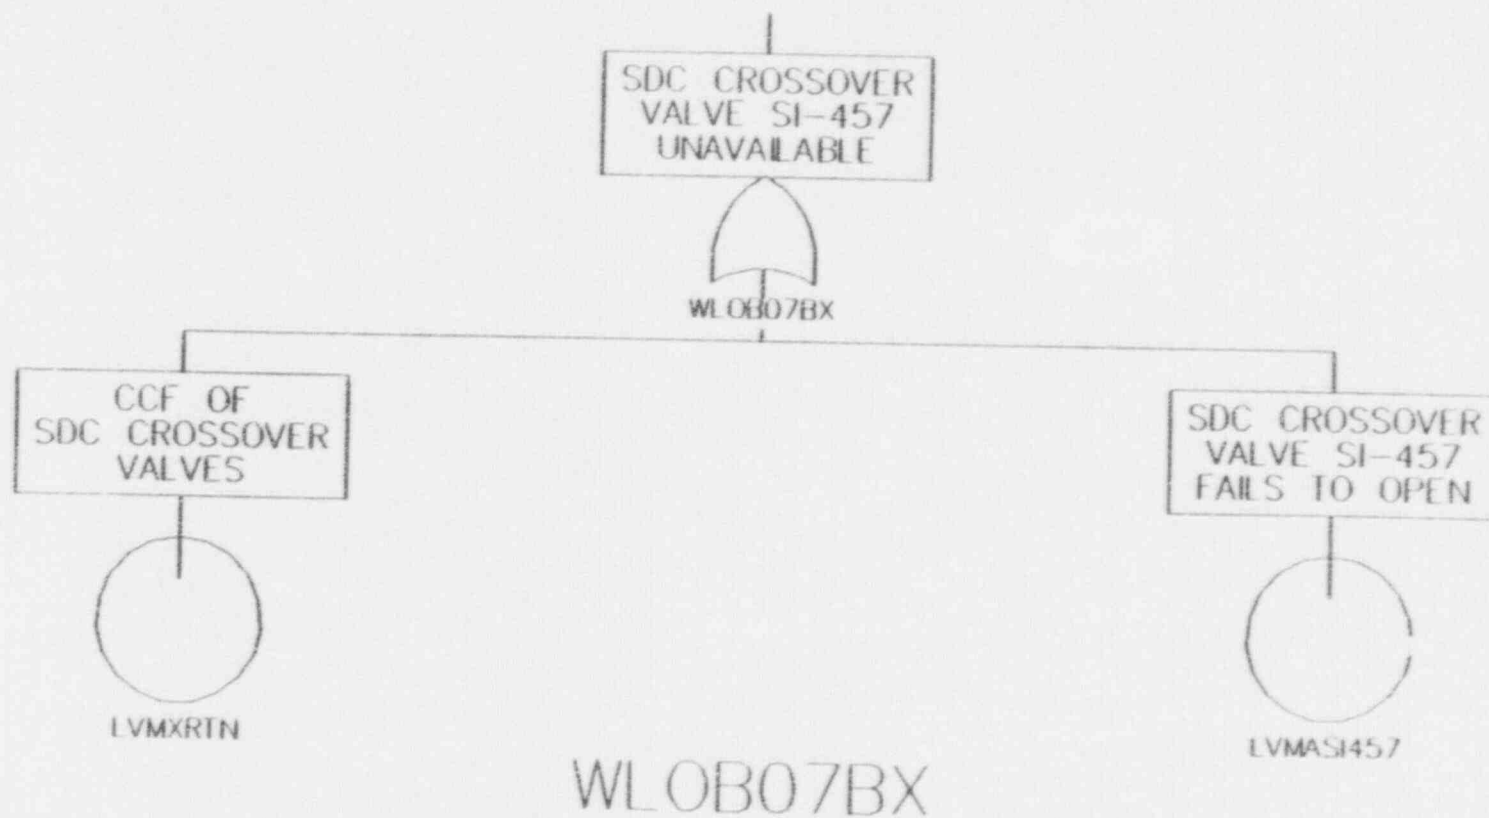 SDC CROSSOVER
VALVE SI-457
UNAVAILABLE
WLOB07BX
CCF OF
SDC CROSSOVER
VALVES
SDC CROSSOVER
VALVE SI-457
FAILS TO OPEN
LVMXRTN
LVMASI457
WLOB07BX